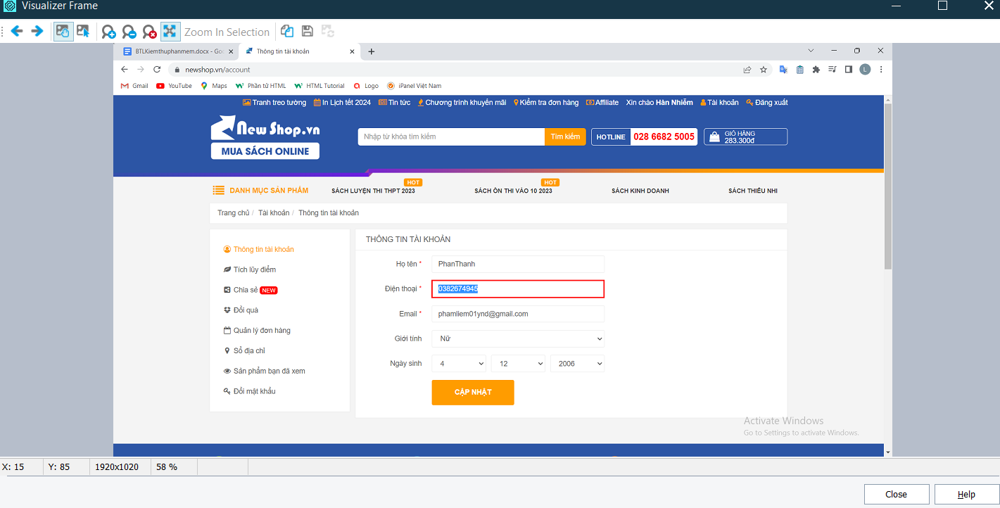 Visualizer Frame
Zoom In Selection
BTLKiemthuphanmem.docx - Goo
Thông tin tài khoản
newshop.vn/account
L
Gmail YouTube Maps Phần tử HTML HTML Tutorial Logo iPanel Việt Nam
Tranh treo tường In Lịch tết 2024 Tin tức Chương trình khuyến mãi Kiểm tra đơn hàng Affiliate Xin chào Hân Nhiễm Tài khoản Đăng xuất
New Shop.vn
MUA SÁCH ONLINE
Nhập từ khóa tìm kiếm
Tìm kiếm
HOTLINE 028 6682 5005
GIỎ HÀNG
283.300đ
DANH MỤC SẢN PHẨM
SÁCH LUYỆN THI THPT 2023 HOT
SÁCH ÔN THI VÀO 10 2023 HOT
SÁCH KINH DOANH
SÁCH THIẾU NHI
Trang chủ / Tài khoản / Thông tin tài khoản
Thông tin tài khoản
Tích lũy điểm
Chia sẻ NEW
Đổi quà
Quản lý đơn hàng
Sổ địa chỉ
Sản phẩm bạn đã xem
Đổi mật khẩu
THÔNG TIN TÀI KHOẢN
Họ tên * PhanThanh
Điện thoại * 0382674945
Email * phamliem01ynd@gmail.com
Giới tính Nữ
Ngày sinh 4 12 2006
CẬP NHẬT
Activate Windows
Go to Settings to activate Windows.
X: 15 Y: 85 1920x1020 58 %
Close Help